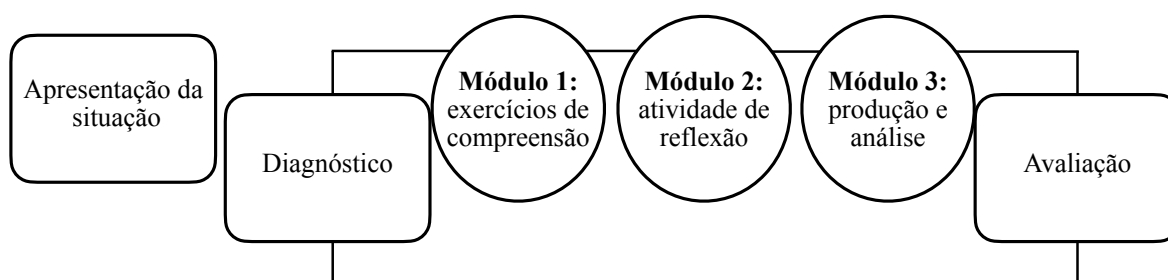 Apresentação da
situação
Diagnóstico
Módulo 1:
exercícios de
compreensão
Módulo 2:
atividade de
reflexão
Módulo 3:
produção e
análise
Avaliação